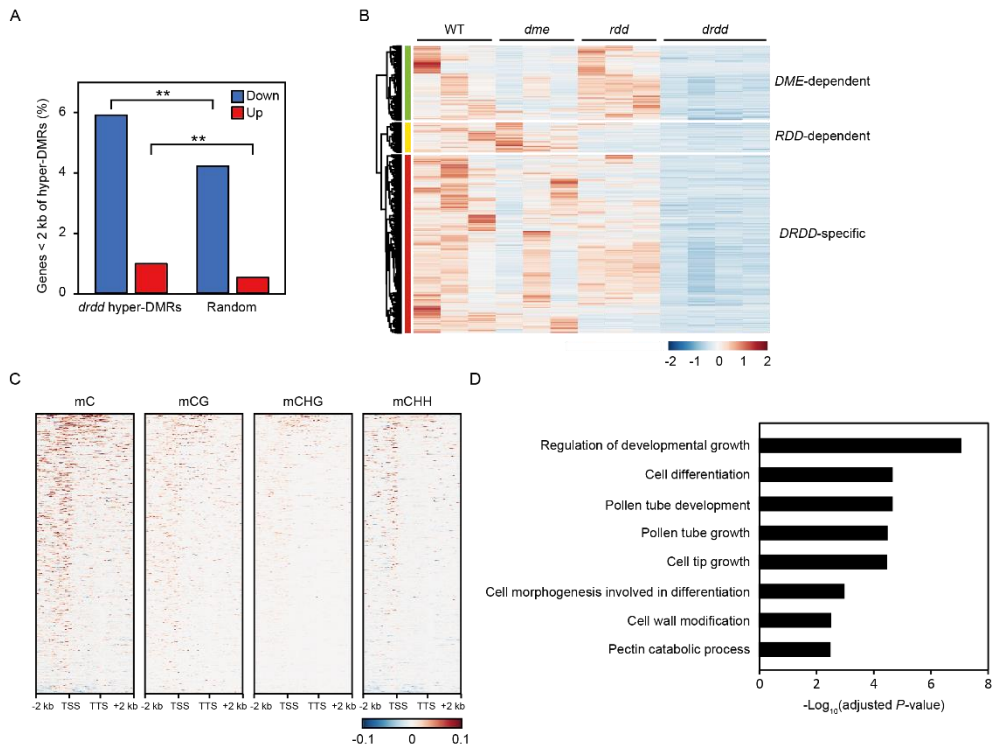 A
Genes < 2 kb of hyper-DMRs (%)
6
4
2
0
**
**
Down
Up
drdd hyper-DMRs
Random
B
WT
dme
rdd
drdd
DME-dependent
RDD-dependent
DRDD-specific
-2 -1 0 1 2
C
mC
mCG
mCHG
mCHH
-2 kb TSS TTS +2 kb
-2 kb TSS TTS +2 kb
-2 kb TSS TTS +2 kb
-2 kb TSS TTS +2 kb
-0.1 0 0.1
D
Regulation of developmental growth
Cell differentiation
Pollen tube development
Pollen tube growth
Cell tip growth
Cell morphogenesis involved in differentiation
Cell wall modification
Pectin catabolic process
0 2 4 6 8
-Log10(adjusted P-value)